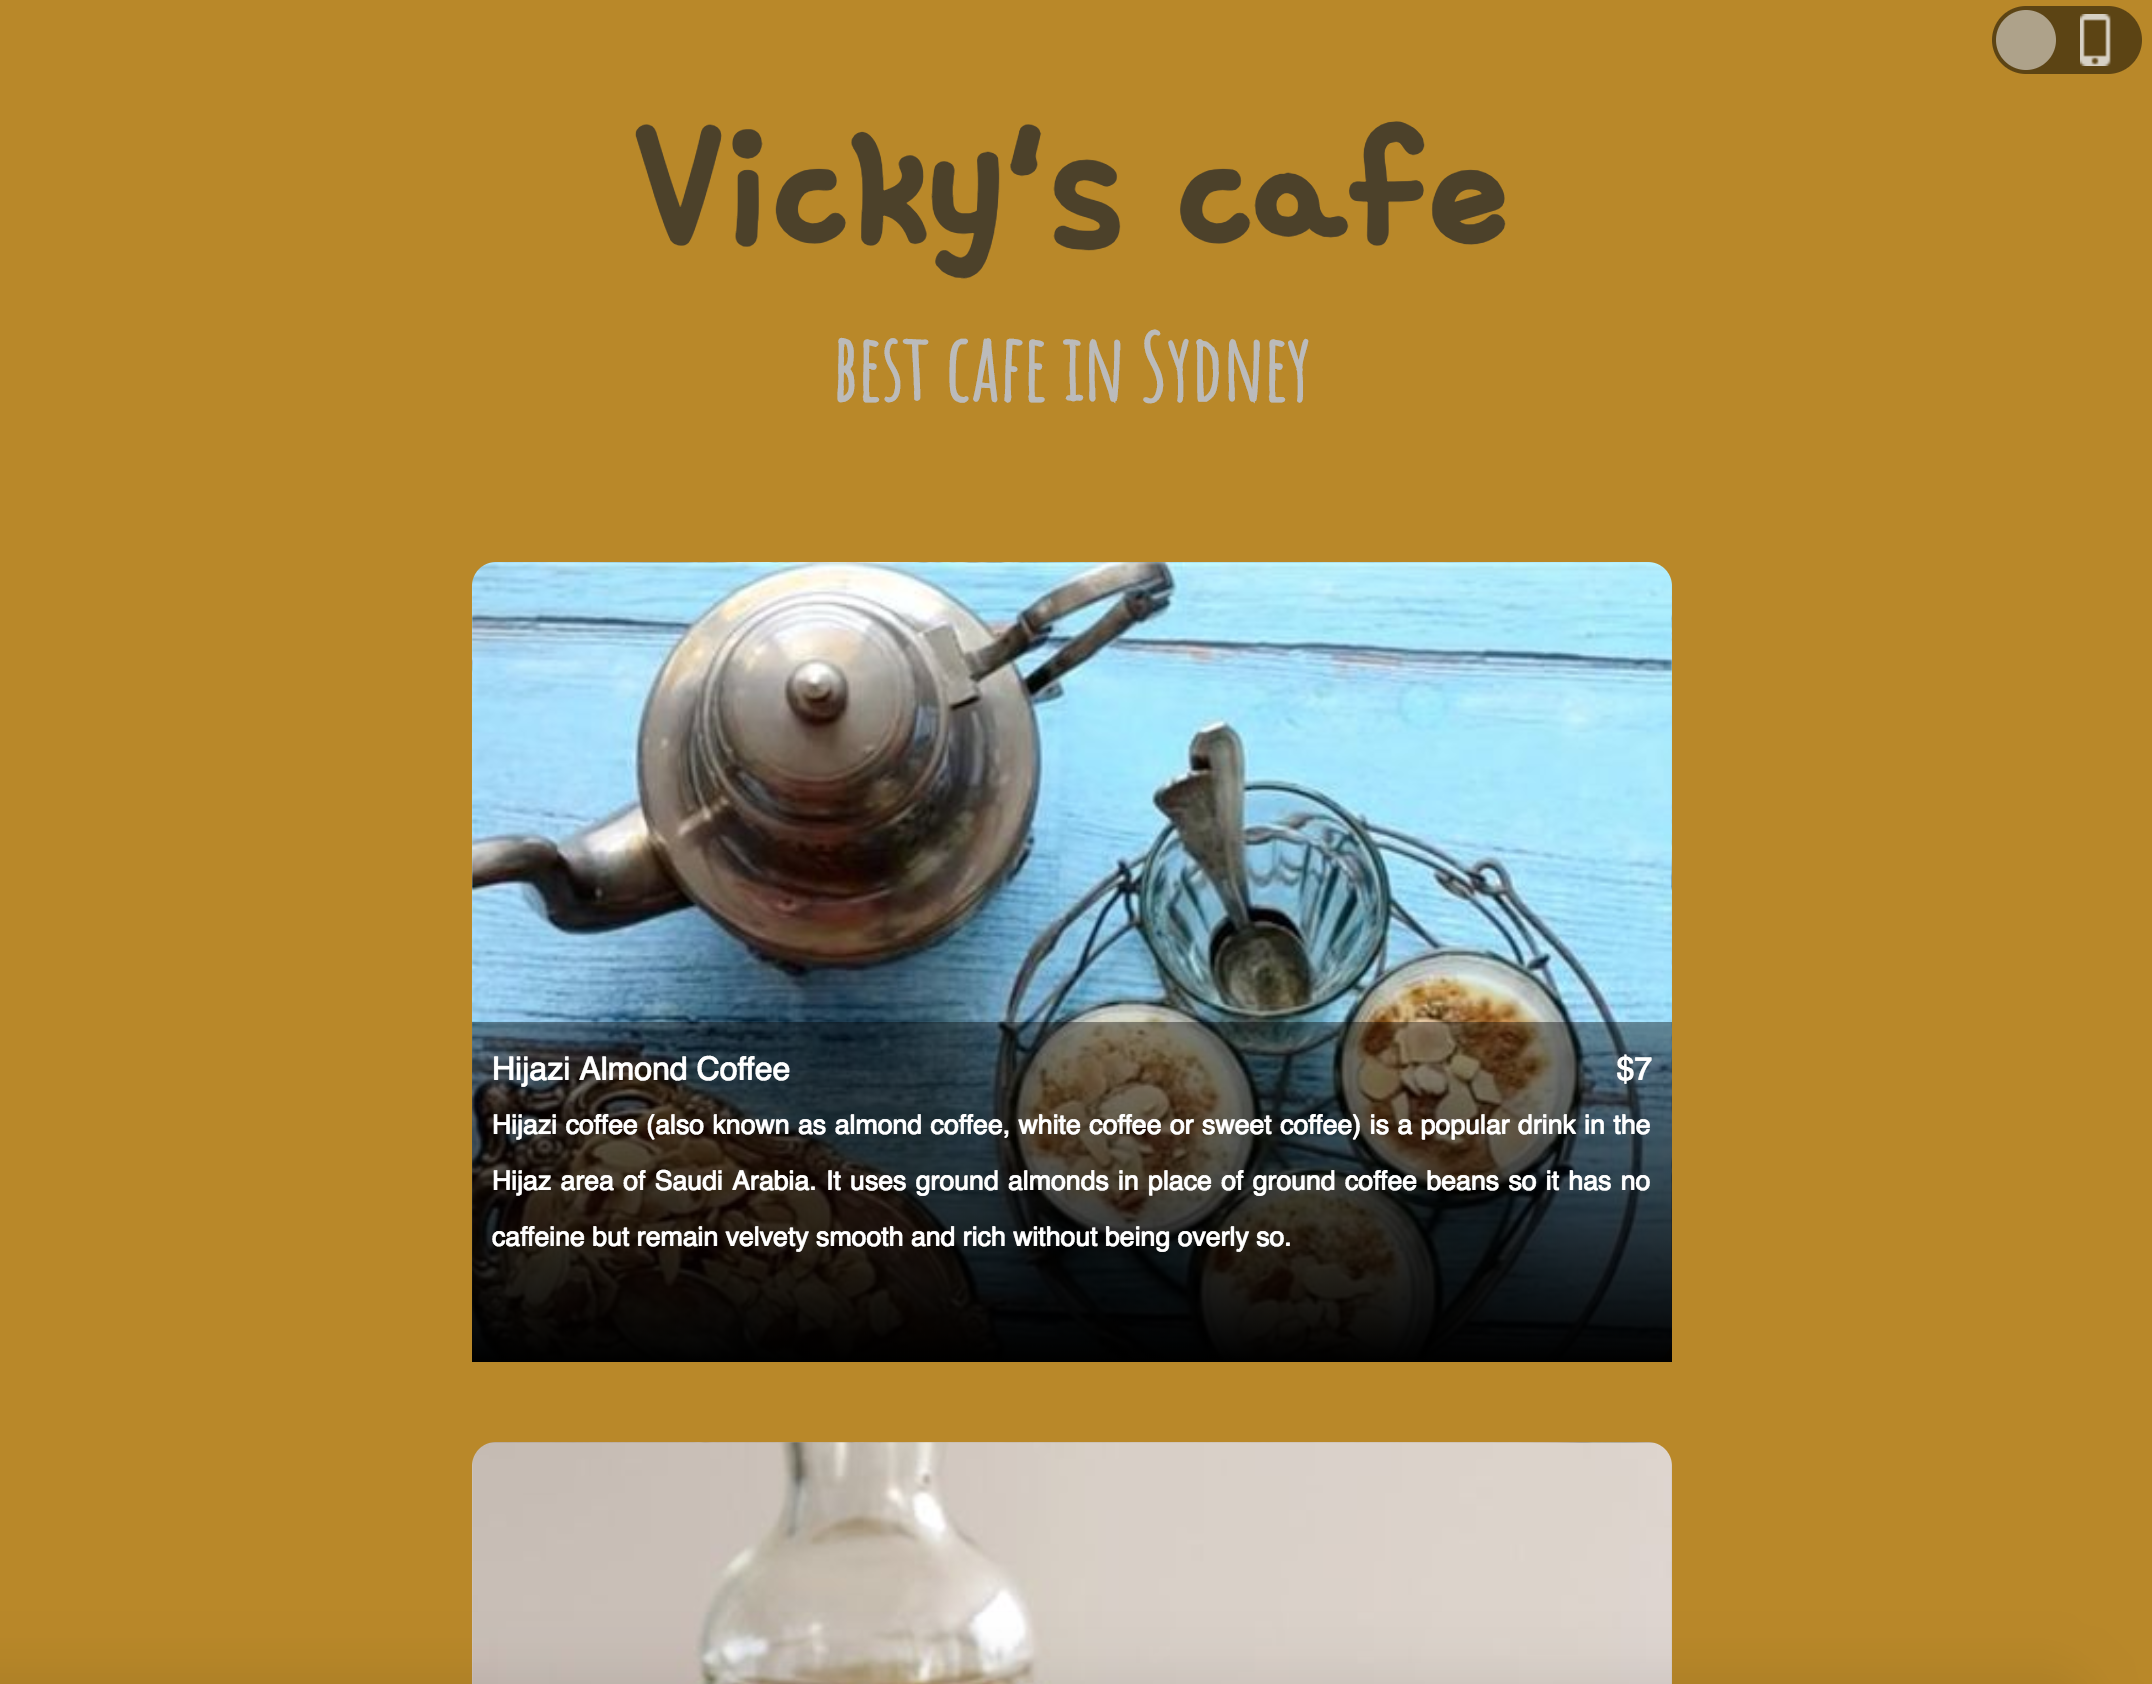 Vicky's cafe
Best cafe in Sydney
Hijazi Almond Coffee $7
Hijazi coffee (also known as almond coffee, white coffee or sweet coffee) is a popular drink in the
Hijaz area of Saudi Arabia. It uses ground almonds in place of ground coffee beans so it has no
caffeine but remain velvety smooth and rich without being overly so.